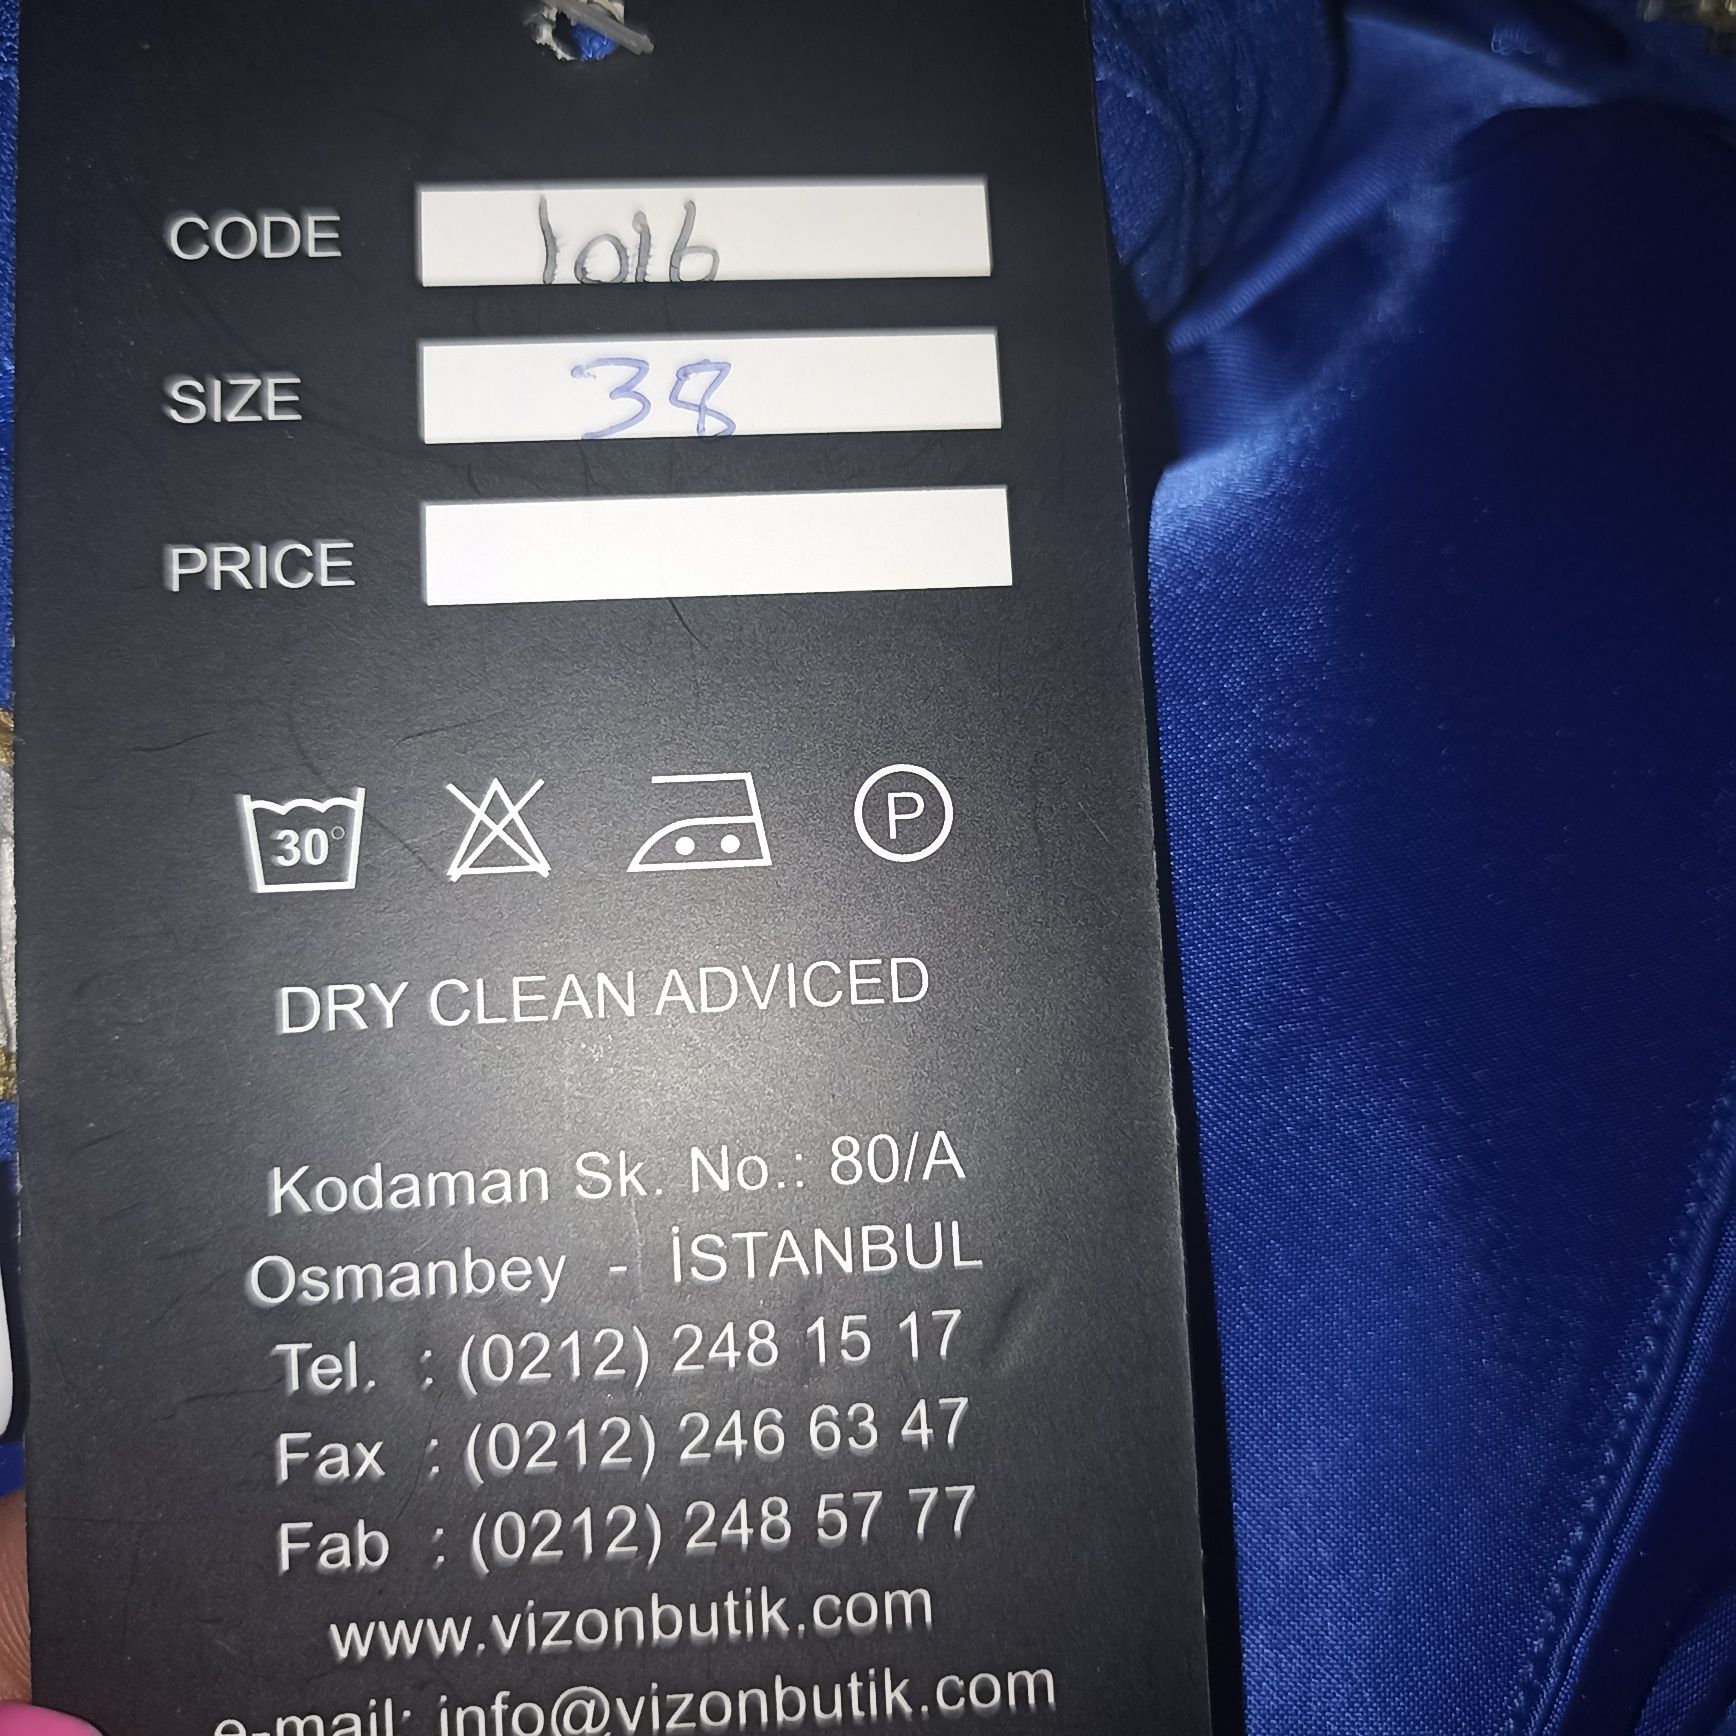 CODE 1016
SIZE 38
PRICE
30° P
DRY CLEAN ADVICED
Kodaman Sk. No.: 80/A
Osmanbey - İSTANBUL
Tel. : (0212) 248 15 17
Fax : (0212) 246 63 47
Fab : (0212) 248 57 77
www.vizonbutik.com
e-mail: info@vizonbutik.com